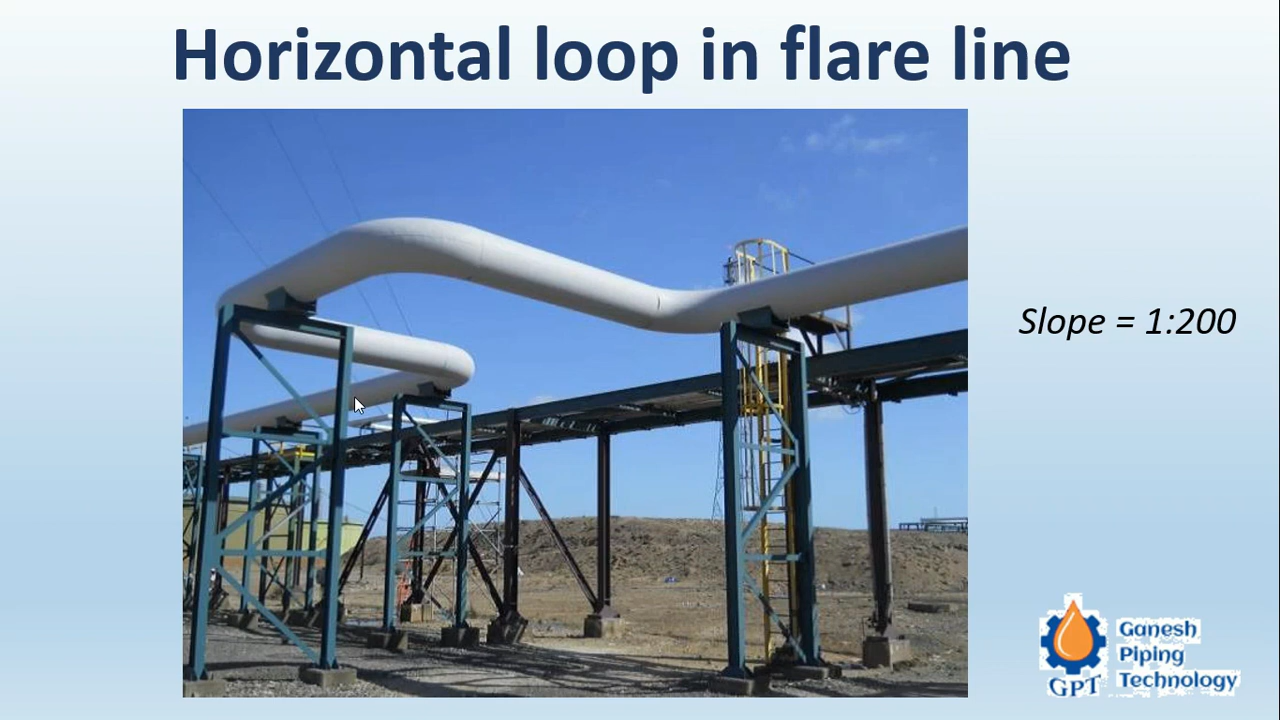 Horizontal loop in flare line
Slope = 1:200
Ganesh
Piping
Technology
GPT